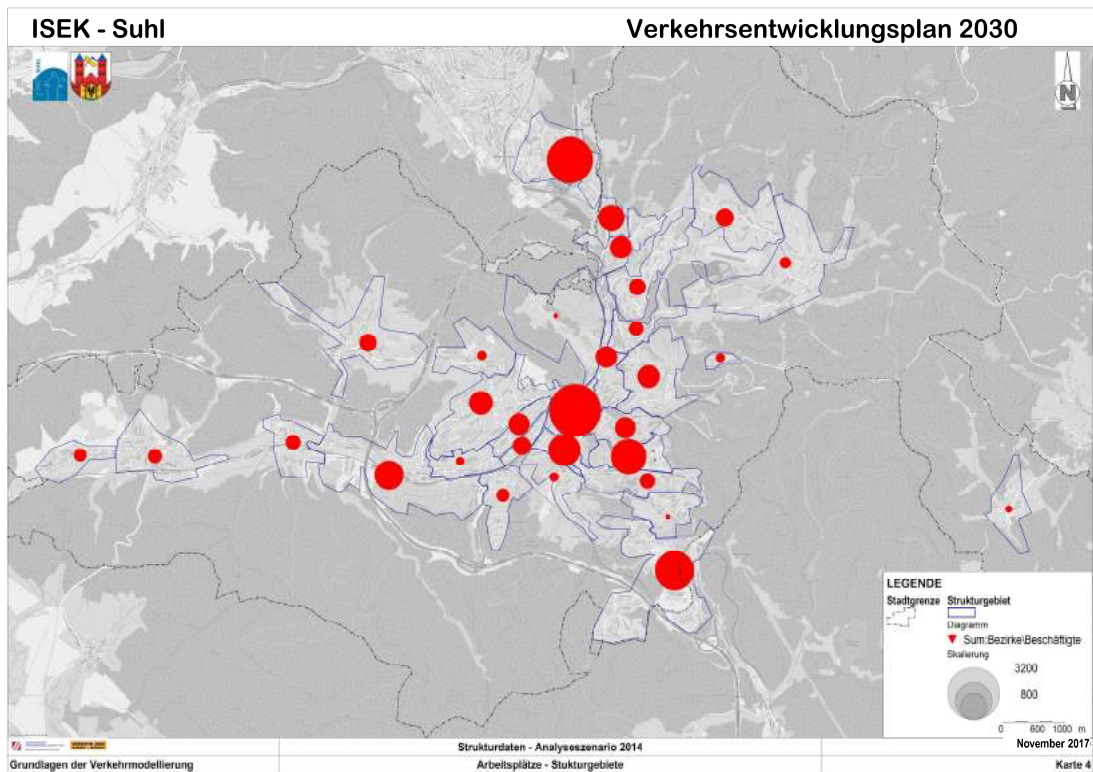 ISEK - Suhl
Verkehrsentwicklungsplan 2030
N
LEGENDE
Stadtgrenze Strukturgebiet
Diagramm
Sum:Bezirke\Beschäftigte
Skalierung
3200
800
0 600 1000 m
Strukturdaten - Analyseszenario 2014
November 2017
Grundlagen der Verkehrmodellierung
Arbeitsplätze - Stukturgebiete
Karte 4